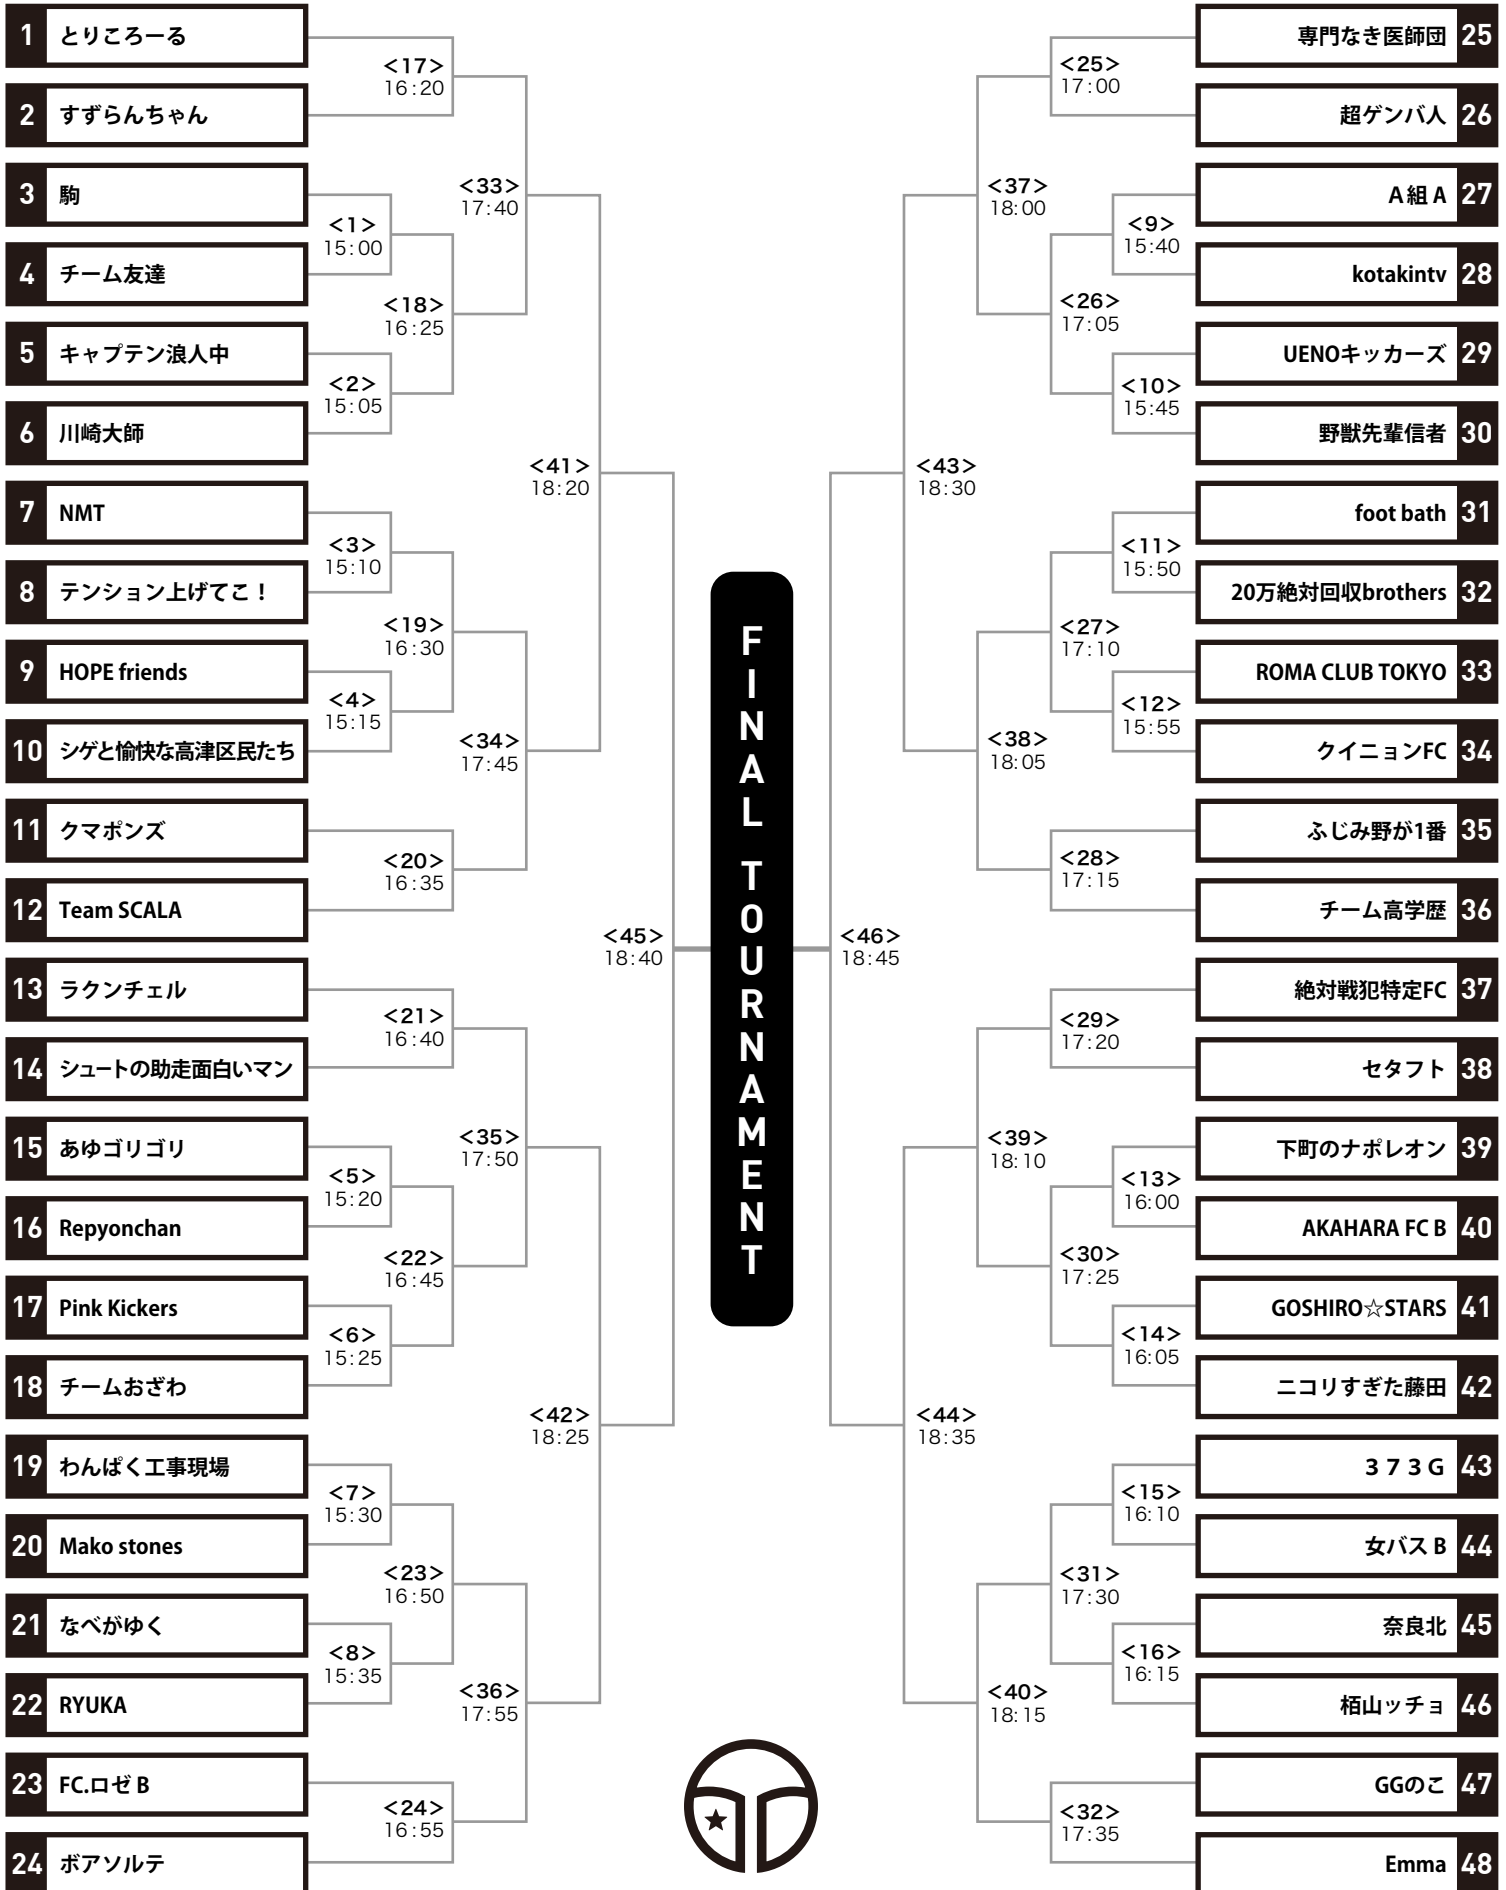 1 とりころーる
2 すずらんちゃん
3 駒
4 チーム友達
5 キャプテン浪人中
6 川崎大師
7 NMT
8 テンション上げてこ！
9 HOPE friends
10 シゲと愉快な高津区民たち
11 クマポンズ
12 Team SCALA
13 ラクンチェル
14 シュートの助走面白いマン
15 あゆゴリゴリ
16 Repyonchan
17 Pink Kickers
18 チームおざわ
19 わんぱく工事現場
20 Mako stones
21 なべがゆく
22 RYUKA
23 FC.ロゼ B
24 ボアソルテ
<1>
15:00
<2>
15:05
<3>
15:10
<4>
15:15
<5>
15:20
<6>
15:25
<7>
15:30
<8>
15:35
<17>
16:20
<18>
16:25
<19>
16:30
<20>
16:35
<21>
16:40
<22>
16:45
<23>
16:50
<24>
16:55
<33>
17:40
<34>
17:45
<35>
17:50
<36>
17:55
<41>
18:20
<42>
18:25
<45>
18:40
FINAL TOURNAMENT
<46>
18:45
<43>
18:30
<44>
18:35
<37>
18:00
<38>
18:05
<39>
18:10
<40>
18:15
<25>
17:00
<26>
17:05
<27>
17:10
<28>
17:15
<29>
17:20
<30>
17:25
<31>
17:30
<32>
17:35
<9>
15:40
<10>
15:45
<11>
15:50
<12>
15:55
<13>
16:00
<14>
16:05
<15>
16:10
<16>
16:15
専門なき医師団 25
超ゲンバ人 26
Ａ組 A 27
kotakintv 28
UENOキッカーズ 29
野獣先輩信者 30
foot bath 31
20万絶対回収brothers 32
ROMA CLUB TOKYO 33
クイニョンFC 34
ふじみ野が1番 35
チーム高学歴 36
絶対戦犯特定FC 37
セタフト 38
下町のナポレオン 39
AKAHARA FC B 40
GOSHIRO☆STARS 41
ニコリすぎた藤田 42
３７３Ｇ 43
女バス B 44
奈良北 45
栢山ッチョ 46
GGのこ 47
Emma 48